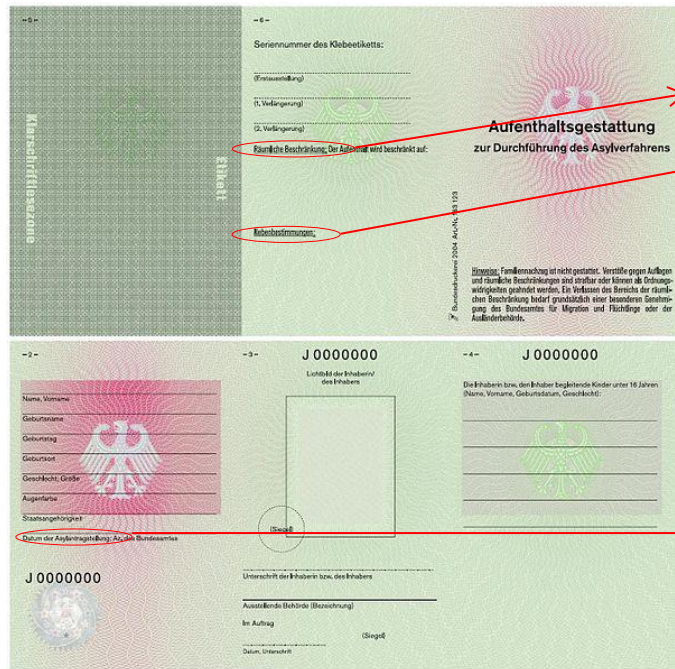 -5-
Klarschriftlesezone
Etikett
-6-
Seriennummer des Klebeetiketts:
(Erstausstellung)
(1. Verlängerung)
(2. Verlängerung)
Räumliche Beschränkung: Der Aufenthalt wird beschränkt auf:
Nebenbestimmungen:
Bundesdruckerei 2004 Art.-Nr.
Aufenthaltsgestattung
zur Durchführung des Asylverfahrens
Hinweise: Familiennachzug ist nicht gestattet. Verstöße gegen Auflagen
und räumliche Beschränkungen sind strafbar oder können als Ordnungs-
widrigkeiten geahndet werden. Ein Verlassen des Bereichs der räumli-
chen Beschränkung bedarf grundsätzlich einer besonderen Genehmi-
gung des Bundesamtes für Migration und Flüchtlinge oder der
Ausländerbehörde.
-2-
Name, Vorname
Geburtsname
Geburtstag
Geburtsort
Geschlecht, Größe
Augenfarbe
Staatsangehörigkeit
Datum der Asylantragstellung; Az. des Bundesamtes
J 0000000
-3-
J 0000000
Lichtbild der Inhaberin/
des Inhabers
(Siegel)
Unterschrift der Inhaberin bzw. des Inhabers
Ausstellende Behörde (Bezeichnung)
Im Auftrag
(Siegel)
Datum, Unterschrift
-4-
J 0000000
Die Inhaberin bzw. den Inhaber begleitende Kinder unter 16 Jahren
(Name, Vorname, Geburtsdatum, Geschlecht):